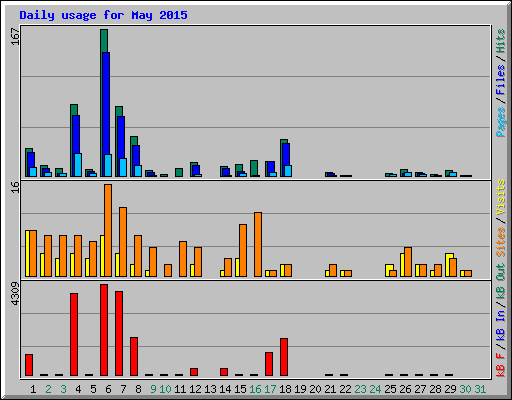 Daily usage for May 2015
167
16
4309
Pages / Files / Hits
Sites / Visits
kB F / kB In / kB Out
1 2 3 4 5 6 7 8 9 10 11 12 13 14 15 16 17 18 19 20 21 22 23 24 25 26 27 28 29 30 31